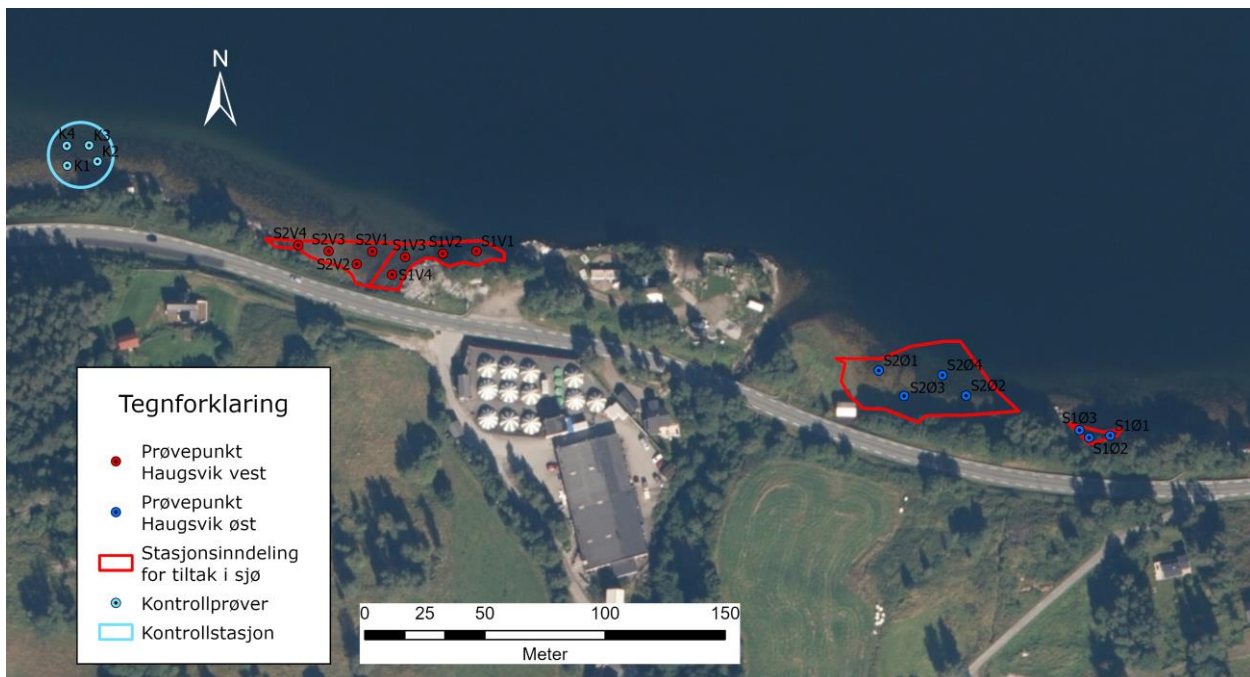 N
K4
K3
K2
K1
S2V4
S2V3
S2V1
S1V3
S1V2
S1V1
S2V2
S1V4
S2Ø1
S2Ø4
S2Ø3
S2Ø2
S1Ø3
S1Ø1
S1Ø2
Tegnforklaring
Prøvepunkt
Haugsvik vest
Prøvepunkt
Haugsvik øst
Stasjonsinndeling
for tiltak i sjø
Kontrollprøver
Kontrollstasjon
0 25 50 100 150
Meter